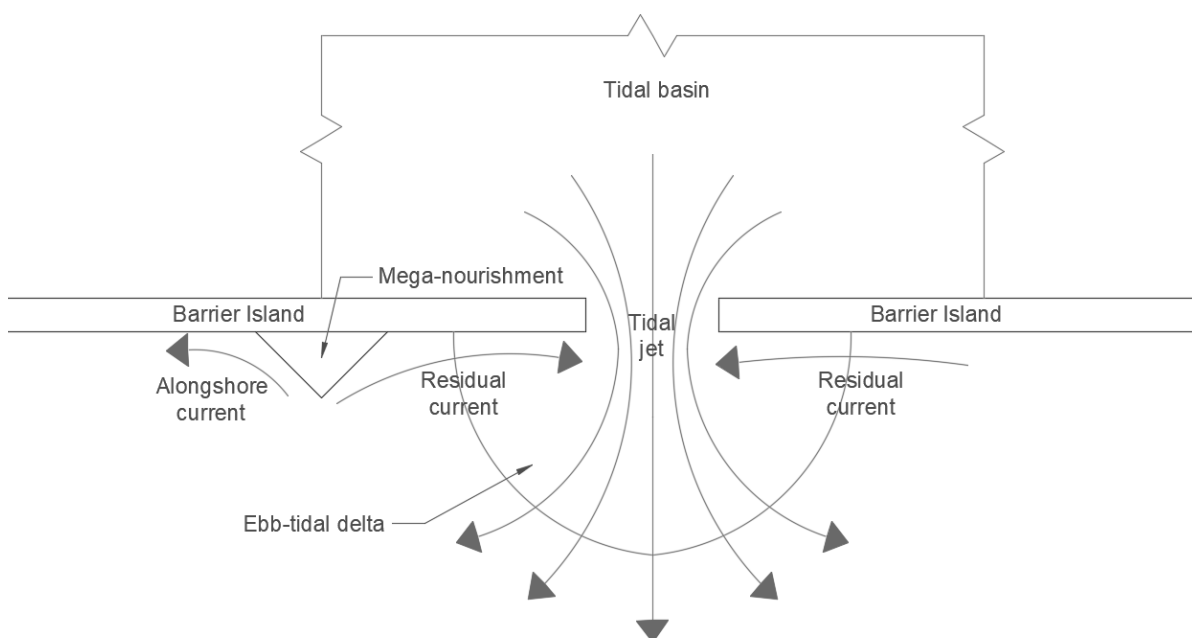 Tidal basin
Mega-nourishment
Barrier Island
Barrier Island
Tidal
jet
Alongshore
current
Residual
current
Residual
current
Ebb-tidal delta